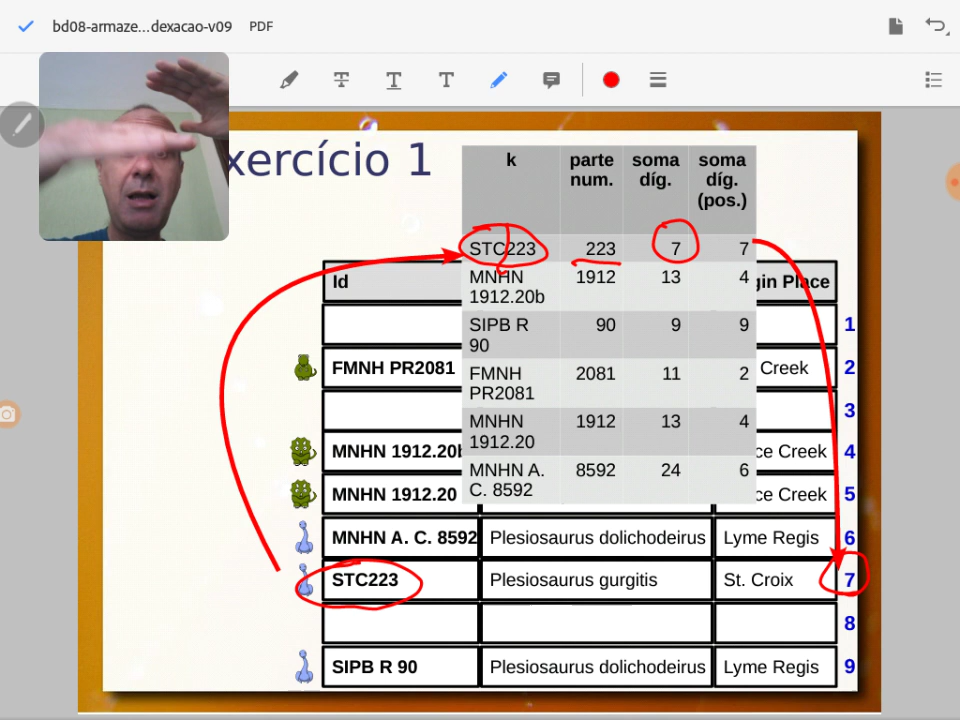 bd08-armaze...dexacao-v09 PDF
T T T
xercício 1
k parte num. soma díg. soma díg. (pos.)
STC223 223 7 7
MNHN 1912.20b 1912 13 4
SIPB R 90 90 9 9
FMNH PR2081 2081 11 2
MNHN 1912.20 1912 13 4
MNHN A. C. 8592 8592 24 6
Id gin Place
1
FMNH PR2081 Creek 2
3
MNHN 1912.20b ce Creek 4
MNHN 1912.20 ce Creek 5
MNHN A. C. 8592 Plesiosaurus dolichodeirus Lyme Regis 6
STC223 Plesiosaurus gurgitis St. Croix 7
8
SIPB R 90 Plesiosaurus dolichodeirus Lyme Regis 9